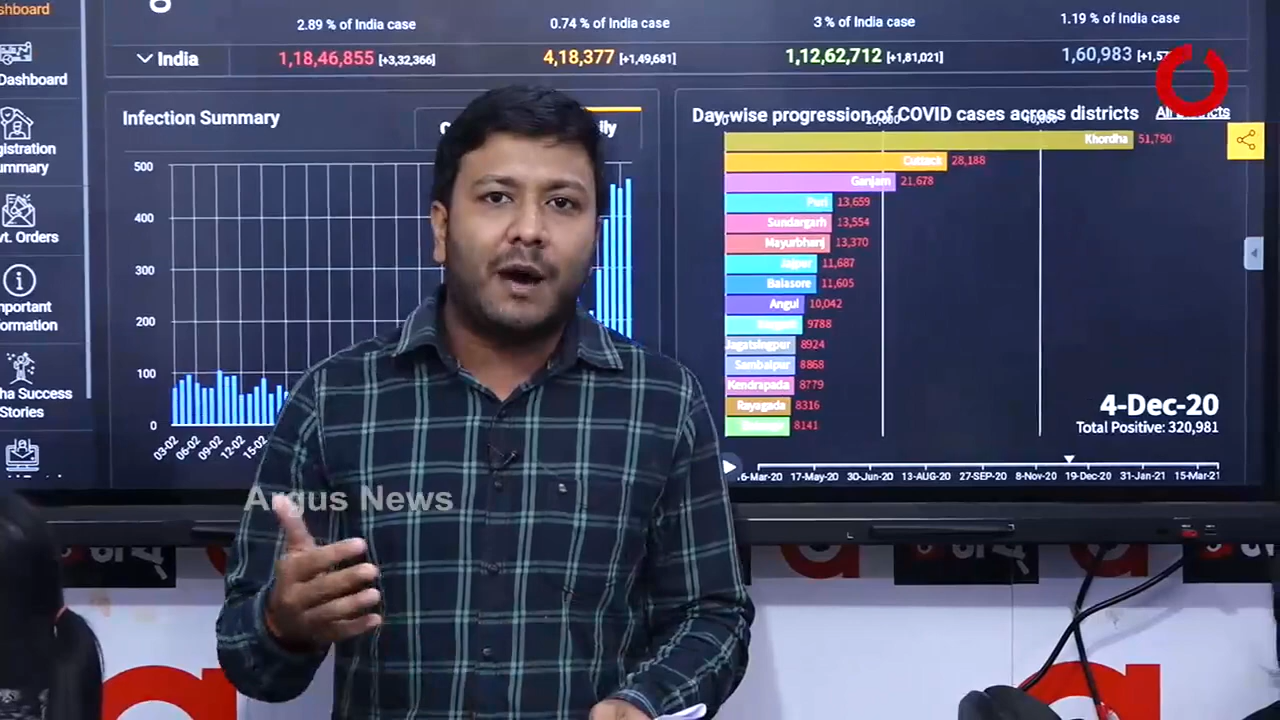 shboard
2.89 % of India case
0.74 % of India case
3 % of India case
1.19 % of India case
India
1,18,46,855 [+3,32,366]
4,18,377 [+1,49,681]
1,12,62,712 [+1,81,021]
1,60,983
Dashboard
Infection Summary
Day-wise progression of COVID cases across districts
500
400
300
200
100
0
03-02
06-02
09-02
12-02
15-02
Khordha 51,790
Cuttack 28,188
Ganjam 21,678
Puri 13,659
Sundargarh 13,554
Mayurbhanj 13,370
Jajpur 11,687
Balasore 11,605
Angul 10,042
9788
Jagatsingpur 8924
Sambalpur 8868
Kendrapada 8779
Rayagada 8316
8141
4-Dec-20
Total Positive: 320,981
17-May-20
30-Jun-20
13-AUG-20
27-SEP-20
8-Nov-20
19-Dec-20
31-Jan-21
15-Mar-21
gistration
ummary
vt. Orders
mportant
formation
ha Success
Stories
Argus News